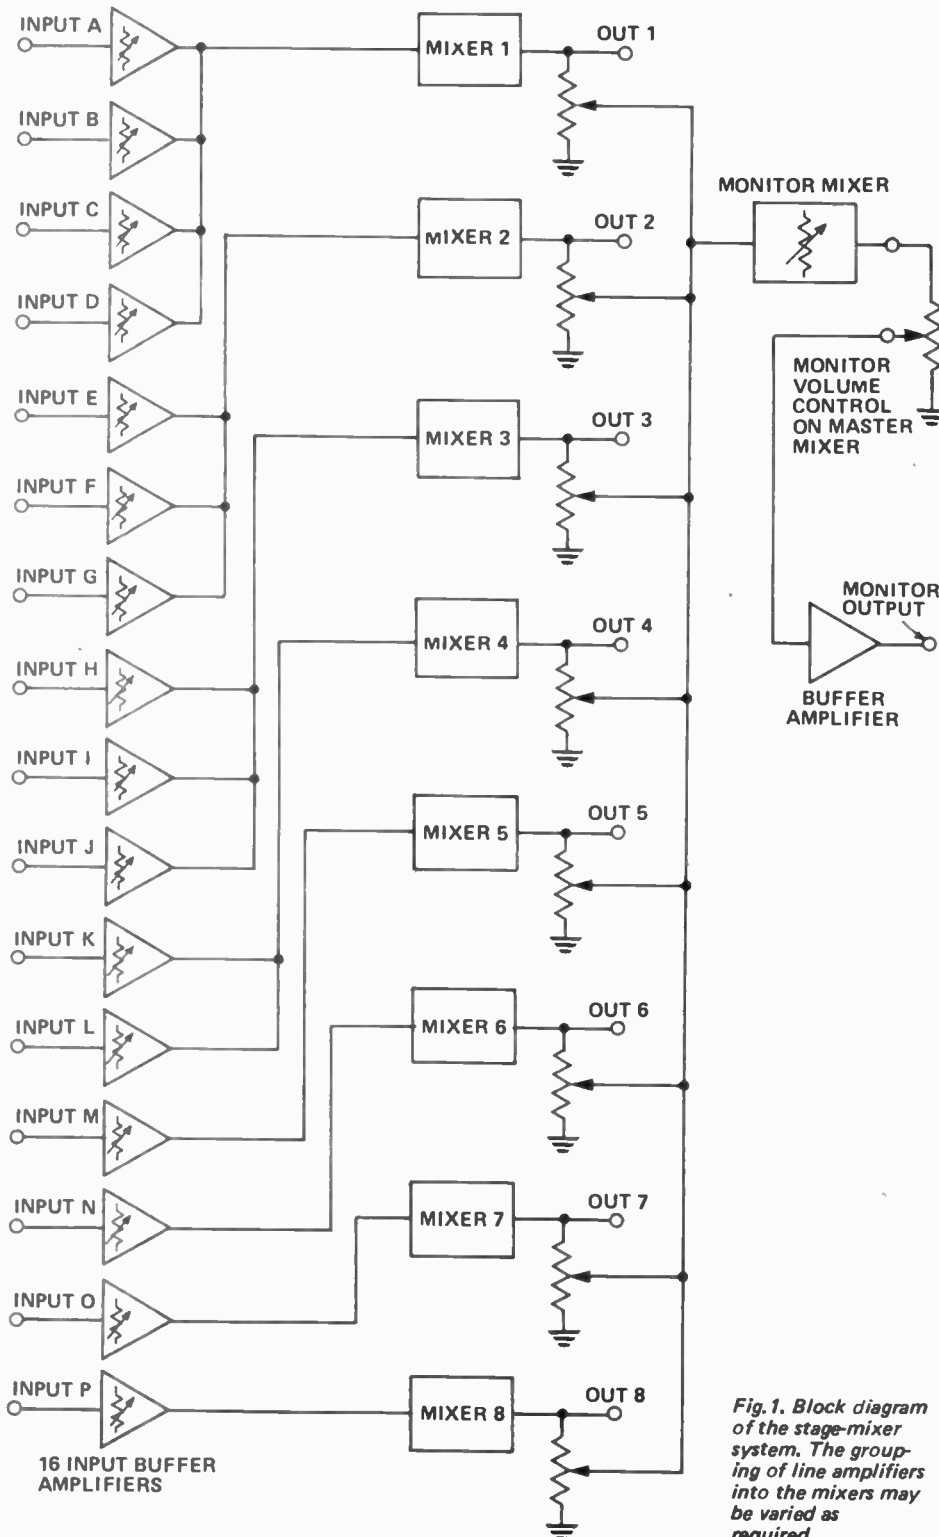 INPUT A
INPUT B
INPUT C
INPUT D
INPUT E
INPUT F
INPUT G
INPUT H
INPUT I
INPUT J
INPUT K
INPUT L
INPUT M
INPUT N
INPUT O
INPUT P
16 INPUT BUFFER
AMPLIFIERS
MIXER 1
MIXER 2
MIXER 3
MIXER 4
MIXER 5
MIXER 6
MIXER 7
MIXER 8
OUT 1
OUT 2
OUT 3
OUT 4
OUT 5
OUT 6
OUT 7
OUT 8
MONITOR MIXER
MONITOR
VOLUME
CONTROL
ON MASTER
MIXER
MONITOR
OUTPUT
BUFFER
AMPLIFIER
Fig. 1. Block diagram
of the stage-mixer
system. The group-
ing of line amplifiers
into the mixers may
be varied as
required